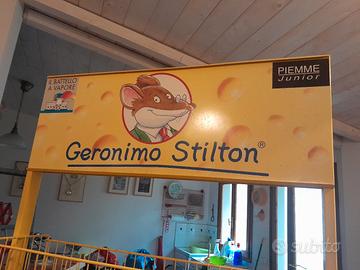 IL BATTELLO
A VAPORE
PIEMME
Junior
Geronimo Stilton®
subito